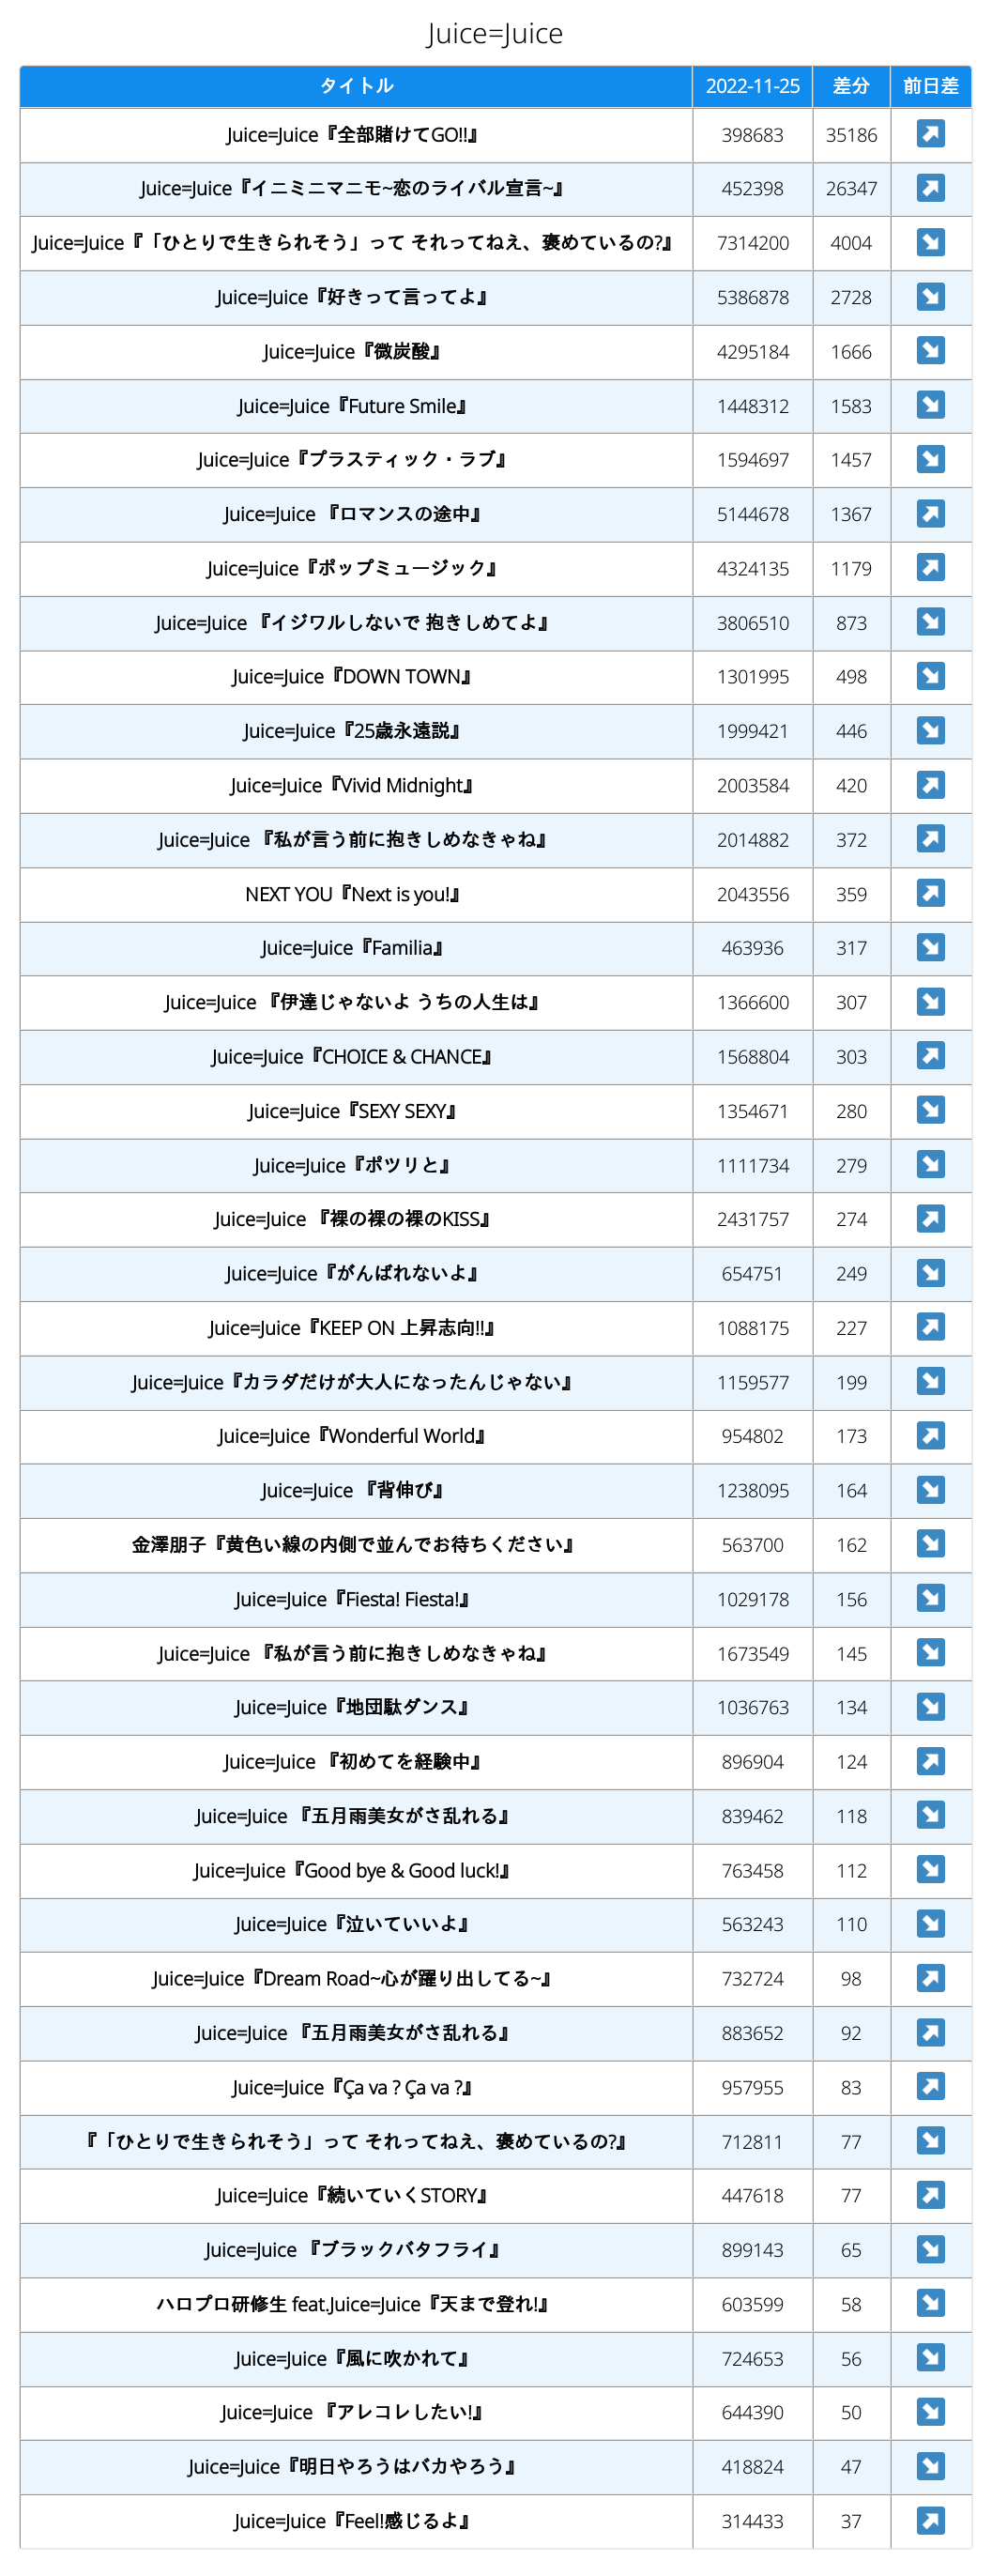 Juice=Juice
タイトル 2022-11-25 差分 前日差
Juice=Juice『全部賭けてGO!!』 398683 35186
Juice=Juice『イニミニマニモ~恋のライバル宣言~』 452398 26347
Juice=Juice『「ひとりで生きられそう」って それってねえ、褒めているの?』 7314200 4004
Juice=Juice『好きって言ってよ』 5386878 2728
Juice=Juice『微炭酸』 4295184 1666
Juice=Juice『Future Smile』 1448312 1583
Juice=Juice『プラスティック・ラブ』 1594697 1457
Juice=Juice 『ロマンスの途中』 5144678 1367
Juice=Juice『ポップミュージック』 4324135 1179
Juice=Juice 『イジワルしないで 抱きしめてよ』 3806510 873
Juice=Juice『DOWN TOWN』 1301995 498
Juice=Juice『25歳永遠説』 1999421 446
Juice=Juice『Vivid Midnight』 2003584 420
Juice=Juice 『私が言う前に抱きしめなきゃね』 2014882 372
NEXT YOU『Next is you!』 2043556 359
Juice=Juice『Familia』 463936 317
Juice=Juice 『伊達じゃないよ うちの人生は』 1366600 307
Juice=Juice『CHOICE & CHANCE』 1568804 303
Juice=Juice『SEXY SEXY』 1354671 280
Juice=Juice『ポツリと』 1111734 279
Juice=Juice 『裸の裸の裸のKISS』 2431757 274
Juice=Juice『がんばれないよ』 654751 249
Juice=Juice『KEEP ON 上昇志向!!』 1088175 227
Juice=Juice『カラダだけが大人になったんじゃない』 1159577 199
Juice=Juice『Wonderful World』 954802 173
Juice=Juice 『背伸び』 1238095 164
金澤朋子『黄色い線の内側で並んでお待ちください』 563700 162
Juice=Juice『Fiesta! Fiesta!』 1029178 156
Juice=Juice 『私が言う前に抱きしめなきゃね』 1673549 145
Juice=Juice『地団駄ダンス』 1036763 134
Juice=Juice 『初めてを経験中』 896904 124
Juice=Juice 『五月雨美女がさ乱れる』 839462 118
Juice=Juice『Good bye & Good luck!』 763458 112
Juice=Juice『泣いていいよ』 563243 110
Juice=Juice『Dream Road~心が躍り出してる~』 732724 98
Juice=Juice 『五月雨美女がさ乱れる』 883652 92
Juice=Juice『Ça va ? Ça va ?』 957955 83
『「ひとりで生きられそう」って それってねえ、褒めているの?』 712811 77
Juice=Juice『続いていくSTORY』 447618 77
Juice=Juice 『ブラックバタフライ』 899143 65
ハロプロ研修生 feat.Juice=Juice『天まで登れ!』 603599 58
Juice=Juice『風に吹かれて』 724653 56
Juice=Juice 『アレコレしたい!』 644390 50
Juice=Juice『明日やろうはバカやろう』 418824 47
Juice=Juice『Feel!感じるよ』 314433 37